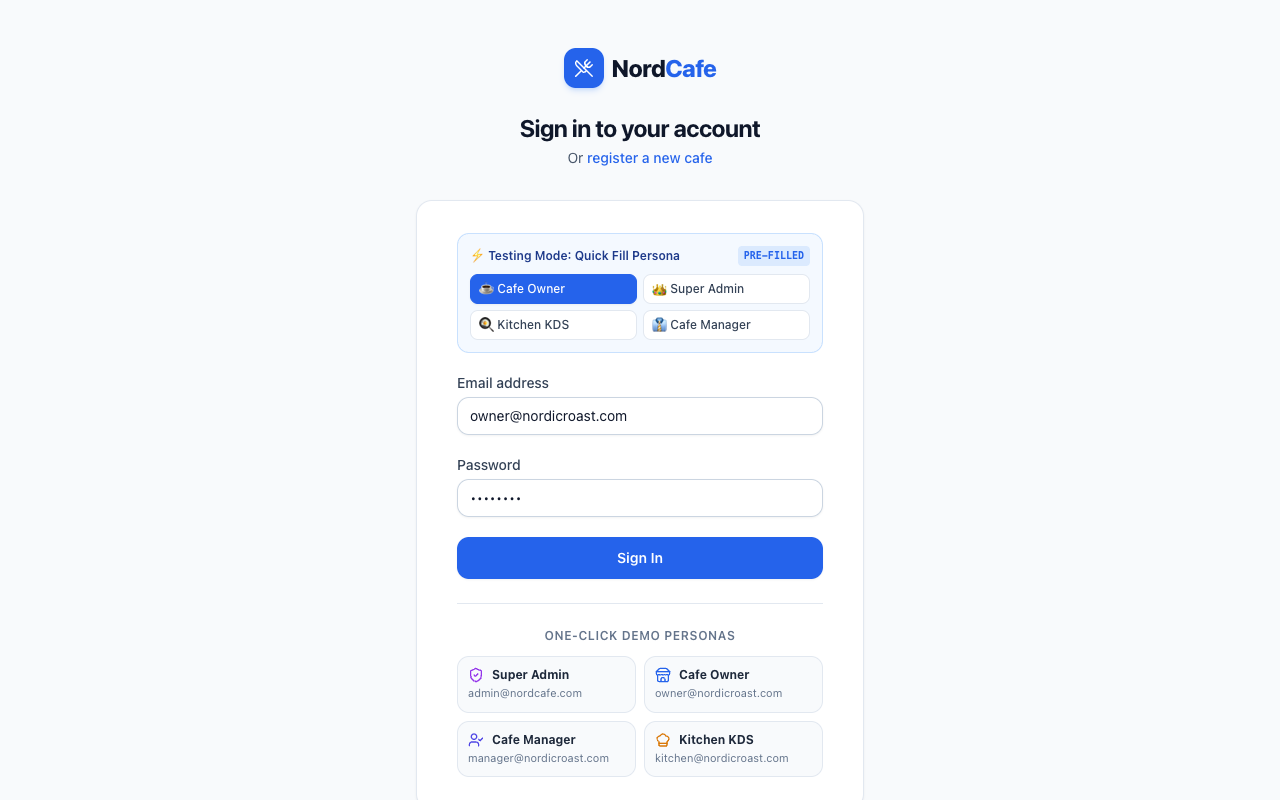 NordCafe
Sign in to your account
Or register a new cafe
⚡ Testing Mode: Quick Fill Persona PRE-FILLED
☕ Cafe Owner 👑 Super Admin
🍳 Kitchen KDS 👔 Cafe Manager
Email address
owner@nordicroast.com
Password
••••••••
Sign In
ONE-CLICK DEMO PERSONAS
Super Admin Cafe Owner
admin@nordcafe.com owner@nordicroast.com
Cafe Manager Kitchen KDS
manager@nordicroast.com kitchen@nordicroast.com